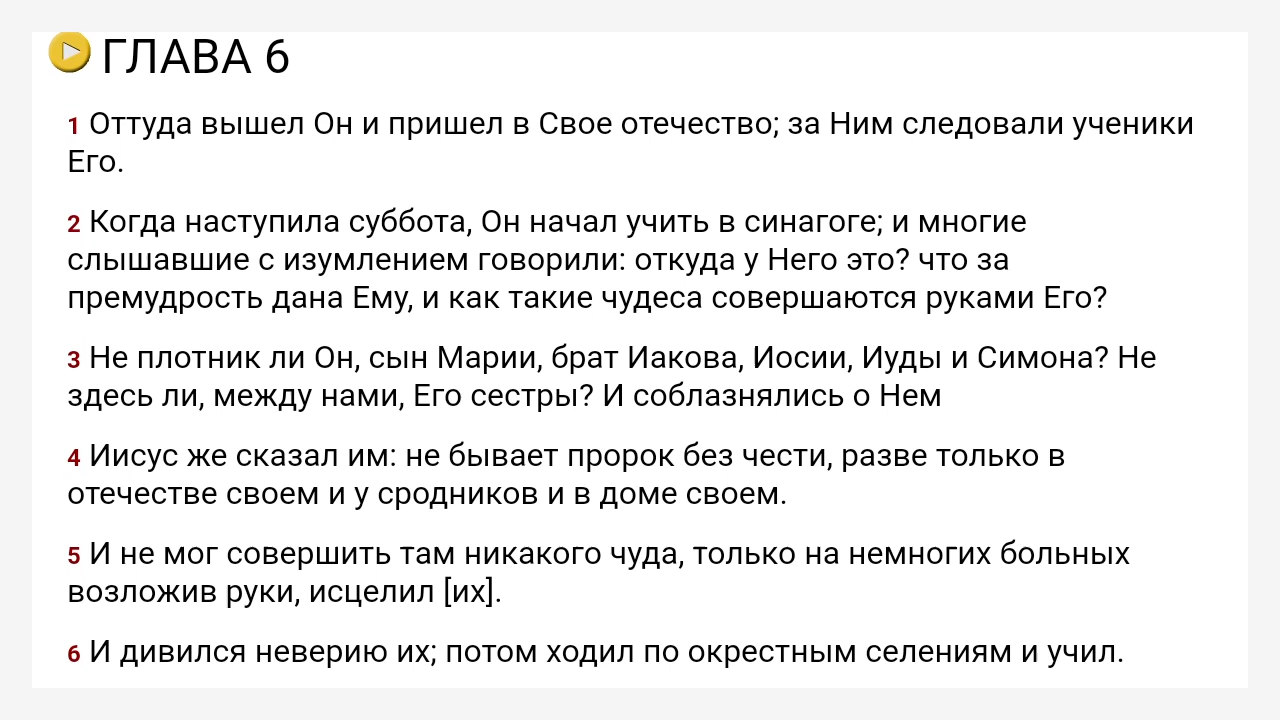 ГЛАВА 6
1 Оттуда вышел Он и пришел в Свое отечество; за Ним следовали ученики
Его.
2 Когда наступила суббота, Он начал учить в синагоге; и многие
слышавшие с изумлением говорили: откуда у Него это? что за
премудрость дана Ему, и как такие чудеса совершаются руками Его?
3 Не плотник ли Он, сын Марии, брат Иакова, Иосии, Иуды и Симона? Не
здесь ли, между нами, Его сестры? И соблазнялись о Нем
4 Иисус же сказал им: не бывает пророк без чести, разве только в
отечестве своем и у сродников и в доме своем.
5 И не мог совершить там никакого чуда, только на немногих больных
возложив руки, исцелил [их].
6 И дивился неверию их; потом ходил по окрестным селениям и учил.